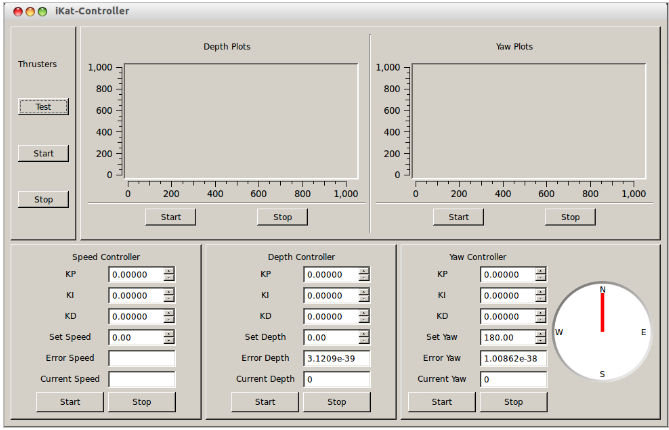 iKat-Controller
Thrusters
Test
Start
Stop
Depth Plots
1,000
800
600
400
200
0
0 200 400 600 800 1,000
Start Stop
Yaw Plots
1,000
800
600
400
200
0
0 200 400 600 800 1,000
Start Stop
Speed Controller
KP 0.00000
KI 0.00000
KD 0.00000
Set Speed 0.00
Error Speed
Current Speed
Start Stop
Depth Controller
KP 0.00000
KI 0.00000
KD 0.00000
Set Depth 0.00
Error Depth 3.1209e-39
Current Depth 0
Start Stop
Yaw Controller
KP 0.00000
KI 0.00000
KD 0.00000
Set Yaw 180.00
Error Yaw 1.00862e-38
Current Yaw 0
Start Stop
N
W E
S